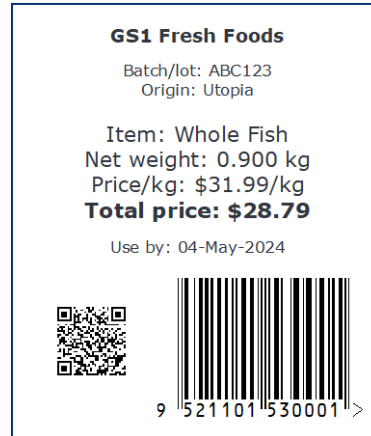 GS1 Fresh Foods
Batch/lot: ABC123
Origin: Utopia
Item: Whole Fish
Net weight: 0.900 kg
Price/kg: $31.99/kg
Total price: $28.79
Use by: 04-May-2024
9 521101 530001 >